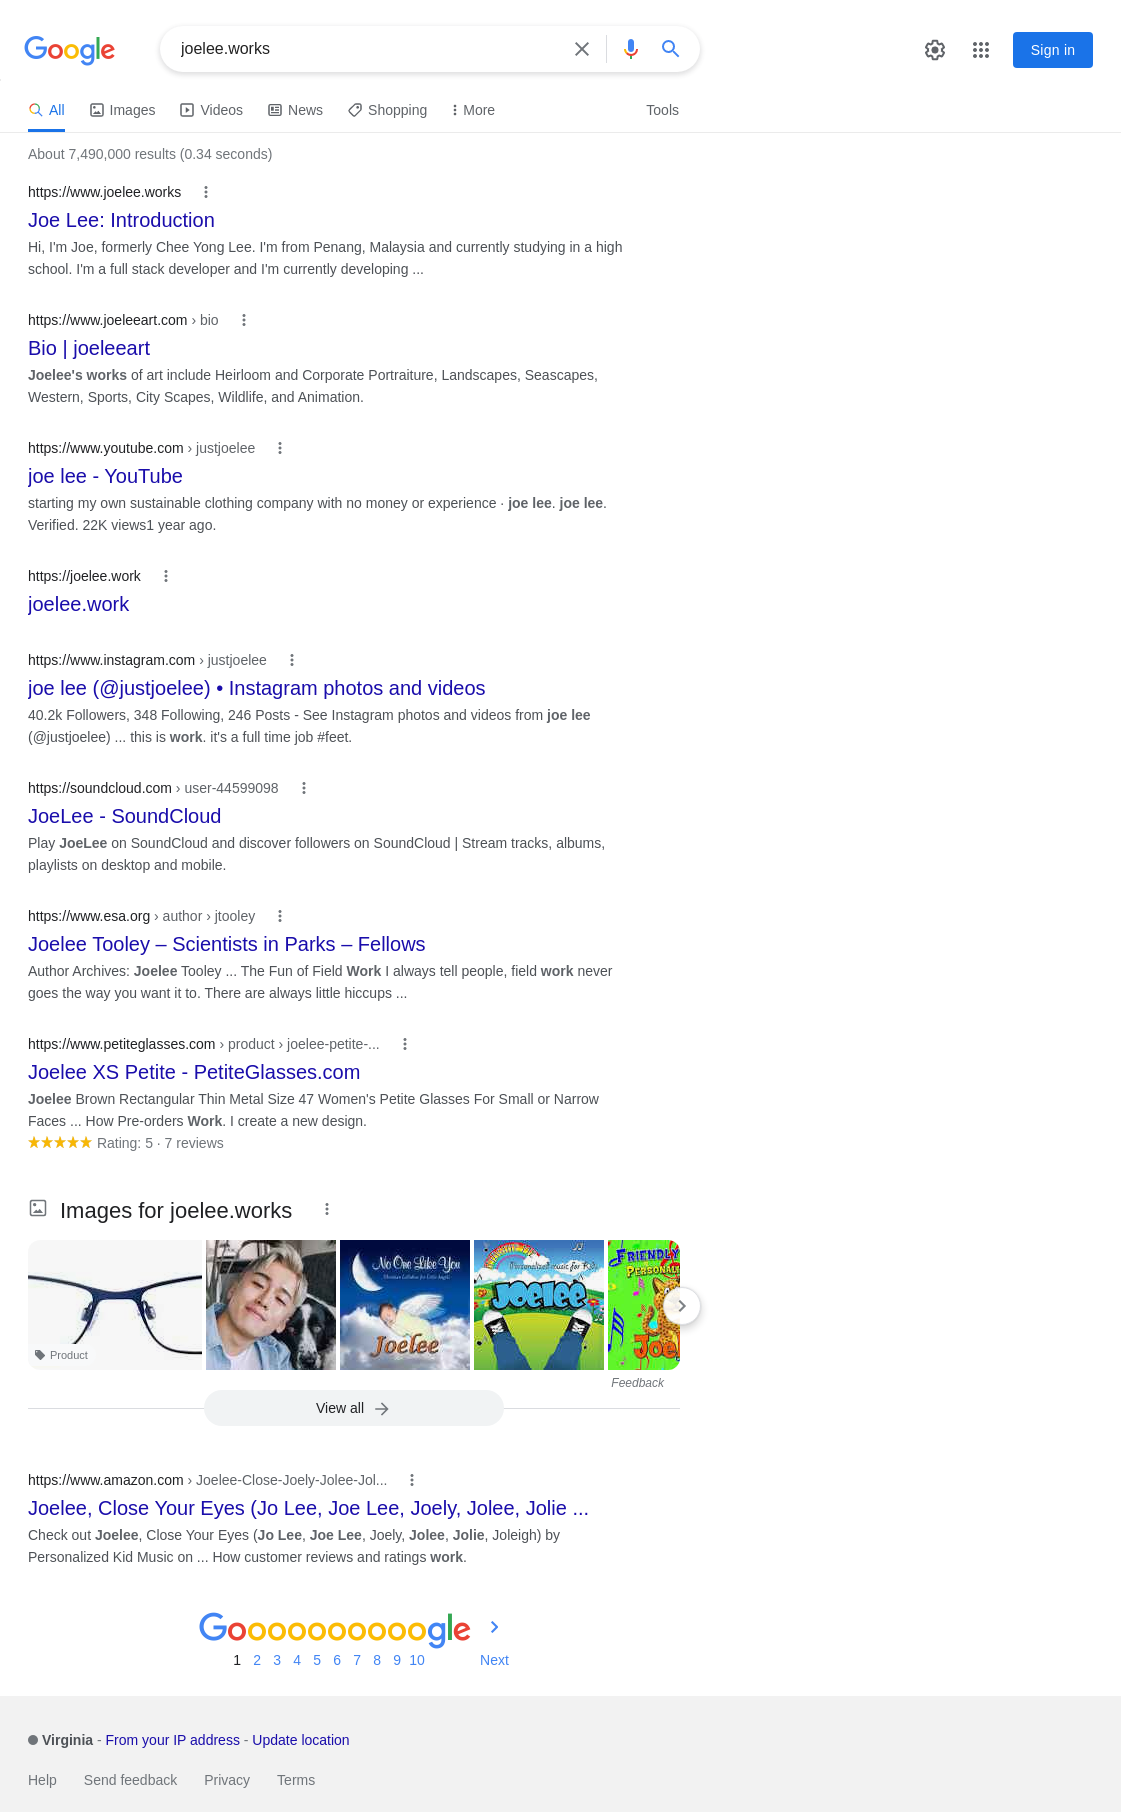 Google
joelee.works
Sign in
All
Images
Videos
News
Shopping
More
Tools
About 7,490,000 results (0.34 seconds)
https://www.joelee.works
Joe Lee: Introduction
Hi, I'm Joe, formerly Chee Yong Lee. I'm from Penang, Malaysia and currently studying in a high
school. I'm a full stack developer and I'm currently developing ...
https://www.joeleeart.com › bio
Bio | joeleeart
Joelee's works of art include Heirloom and Corporate Portraiture, Landscapes, Seascapes,
Western, Sports, City Scapes, Wildlife, and Animation.
https://www.youtube.com › justjoelee
joe lee - YouTube
starting my own sustainable clothing company with no money or experience · joe lee. joe lee.
Verified. 22K views1 year ago.
https://joelee.work
joelee.work
https://www.instagram.com › justjoelee
joe lee (@justjoelee) • Instagram photos and videos
40.2k Followers, 348 Following, 246 Posts - See Instagram photos and videos from joe lee
(@justjoelee) ... this is work. it's a full time job #feet.
https://soundcloud.com › user-44599098
JoeLee - SoundCloud
Play JoeLee on SoundCloud and discover followers on SoundCloud | Stream tracks, albums,
playlists on desktop and mobile.
https://www.esa.org › author › jtooley
Joelee Tooley – Scientists in Parks – Fellows
Author Archives: Joelee Tooley ... The Fun of Field Work I always tell people, field work never
goes the way you want it to. There are always little hiccups ...
https://www.petiteglasses.com › product › joelee-petite-...
Joelee XS Petite - PetiteGlasses.com
Joelee Brown Rectangular Thin Metal Size 47 Women's Petite Glasses For Small or Narrow
Faces ... How Pre-orders Work. I create a new design.
Rating: 5 · 7 reviews
Images for joelee.works
Product
No One Like You
Christian Lullabies for Little Angels
Joelee
Personalized music for Kids
Joelee
FRIENDLY
Feedback
View all
https://www.amazon.com › Joelee-Close-Joely-Jolee-Jol...
Joelee, Close Your Eyes (Jo Lee, Joe Lee, Joely, Jolee, Jolie ...
Check out Joelee, Close Your Eyes (Jo Lee, Joe Lee, Joely, Jolee, Jolie, Joleigh) by
Personalized Kid Music on ... How customer reviews and ratings work.
Goooooooooogle
1 2 3 4 5 6 7 8 9 10 Next
Virginia - From your IP address - Update location
Help Send feedback Privacy Terms